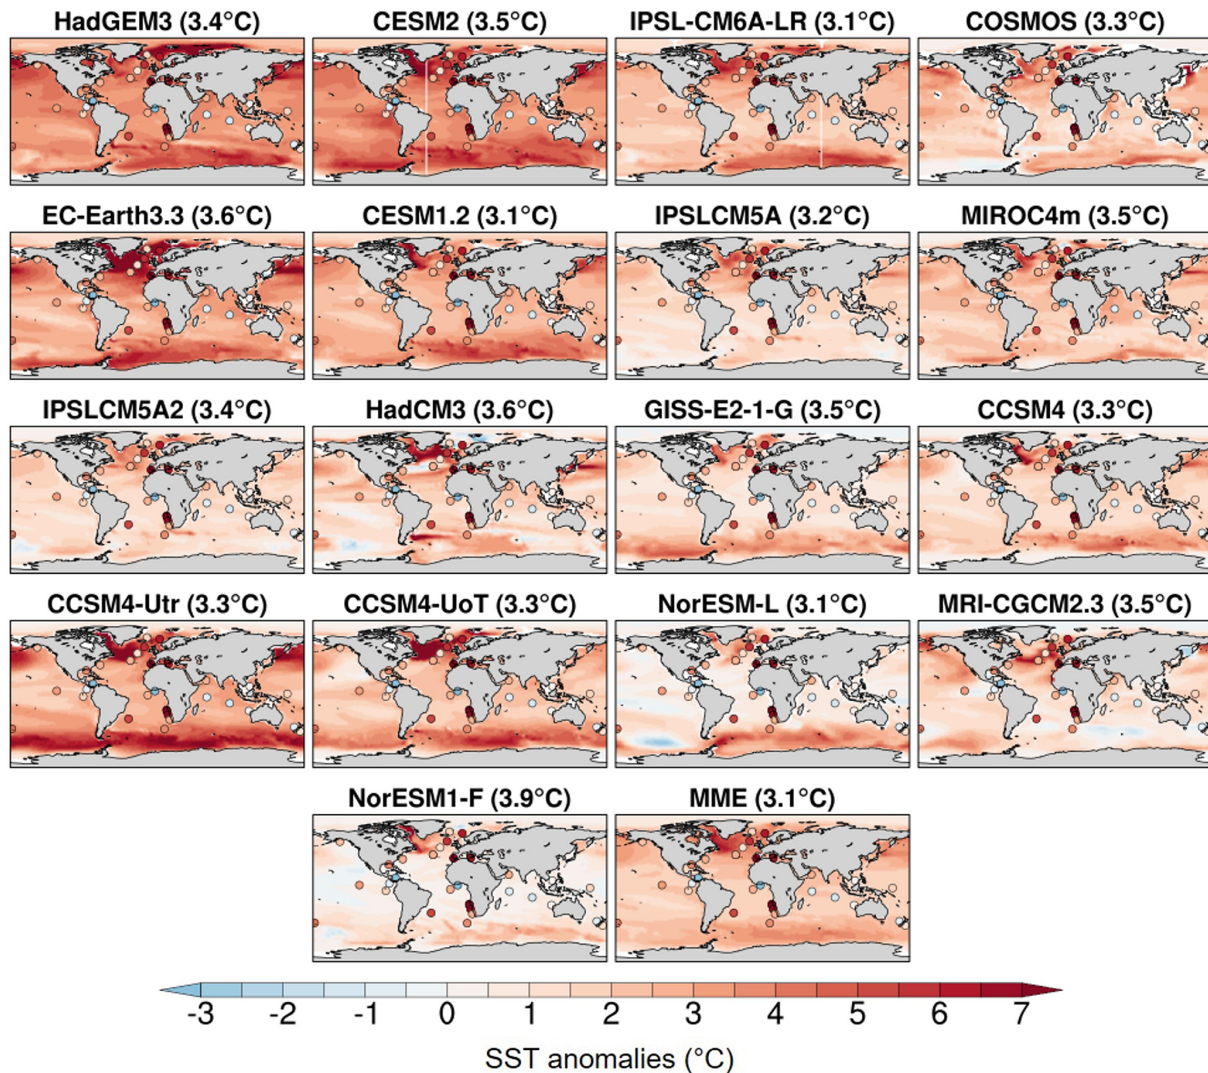 HadGEM3 (3.4°C) CESM2 (3.5°C) IPSL-CM6A-LR (3.1°C) COSMOS (3.3°C)
EC-Earth3.3 (3.6°C) CESM1.2 (3.1°C) IPSLCM5A (3.2°C) MIROC4m (3.5°C)
IPSLCM5A2 (3.4°C) HadCM3 (3.6°C) GISS-E2-1-G (3.5°C) CCSM4 (3.3°C)
CCSM4-Utr (3.3°C) CCSM4-UoT (3.3°C) NorESM-L (3.1°C) MRI-CGCM2.3 (3.5°C)
NorESM1-F (3.9°C) MME (3.1°C)
-3 -2 -1 0 1 2 3 4 5 6 7
SST anomalies (°C)